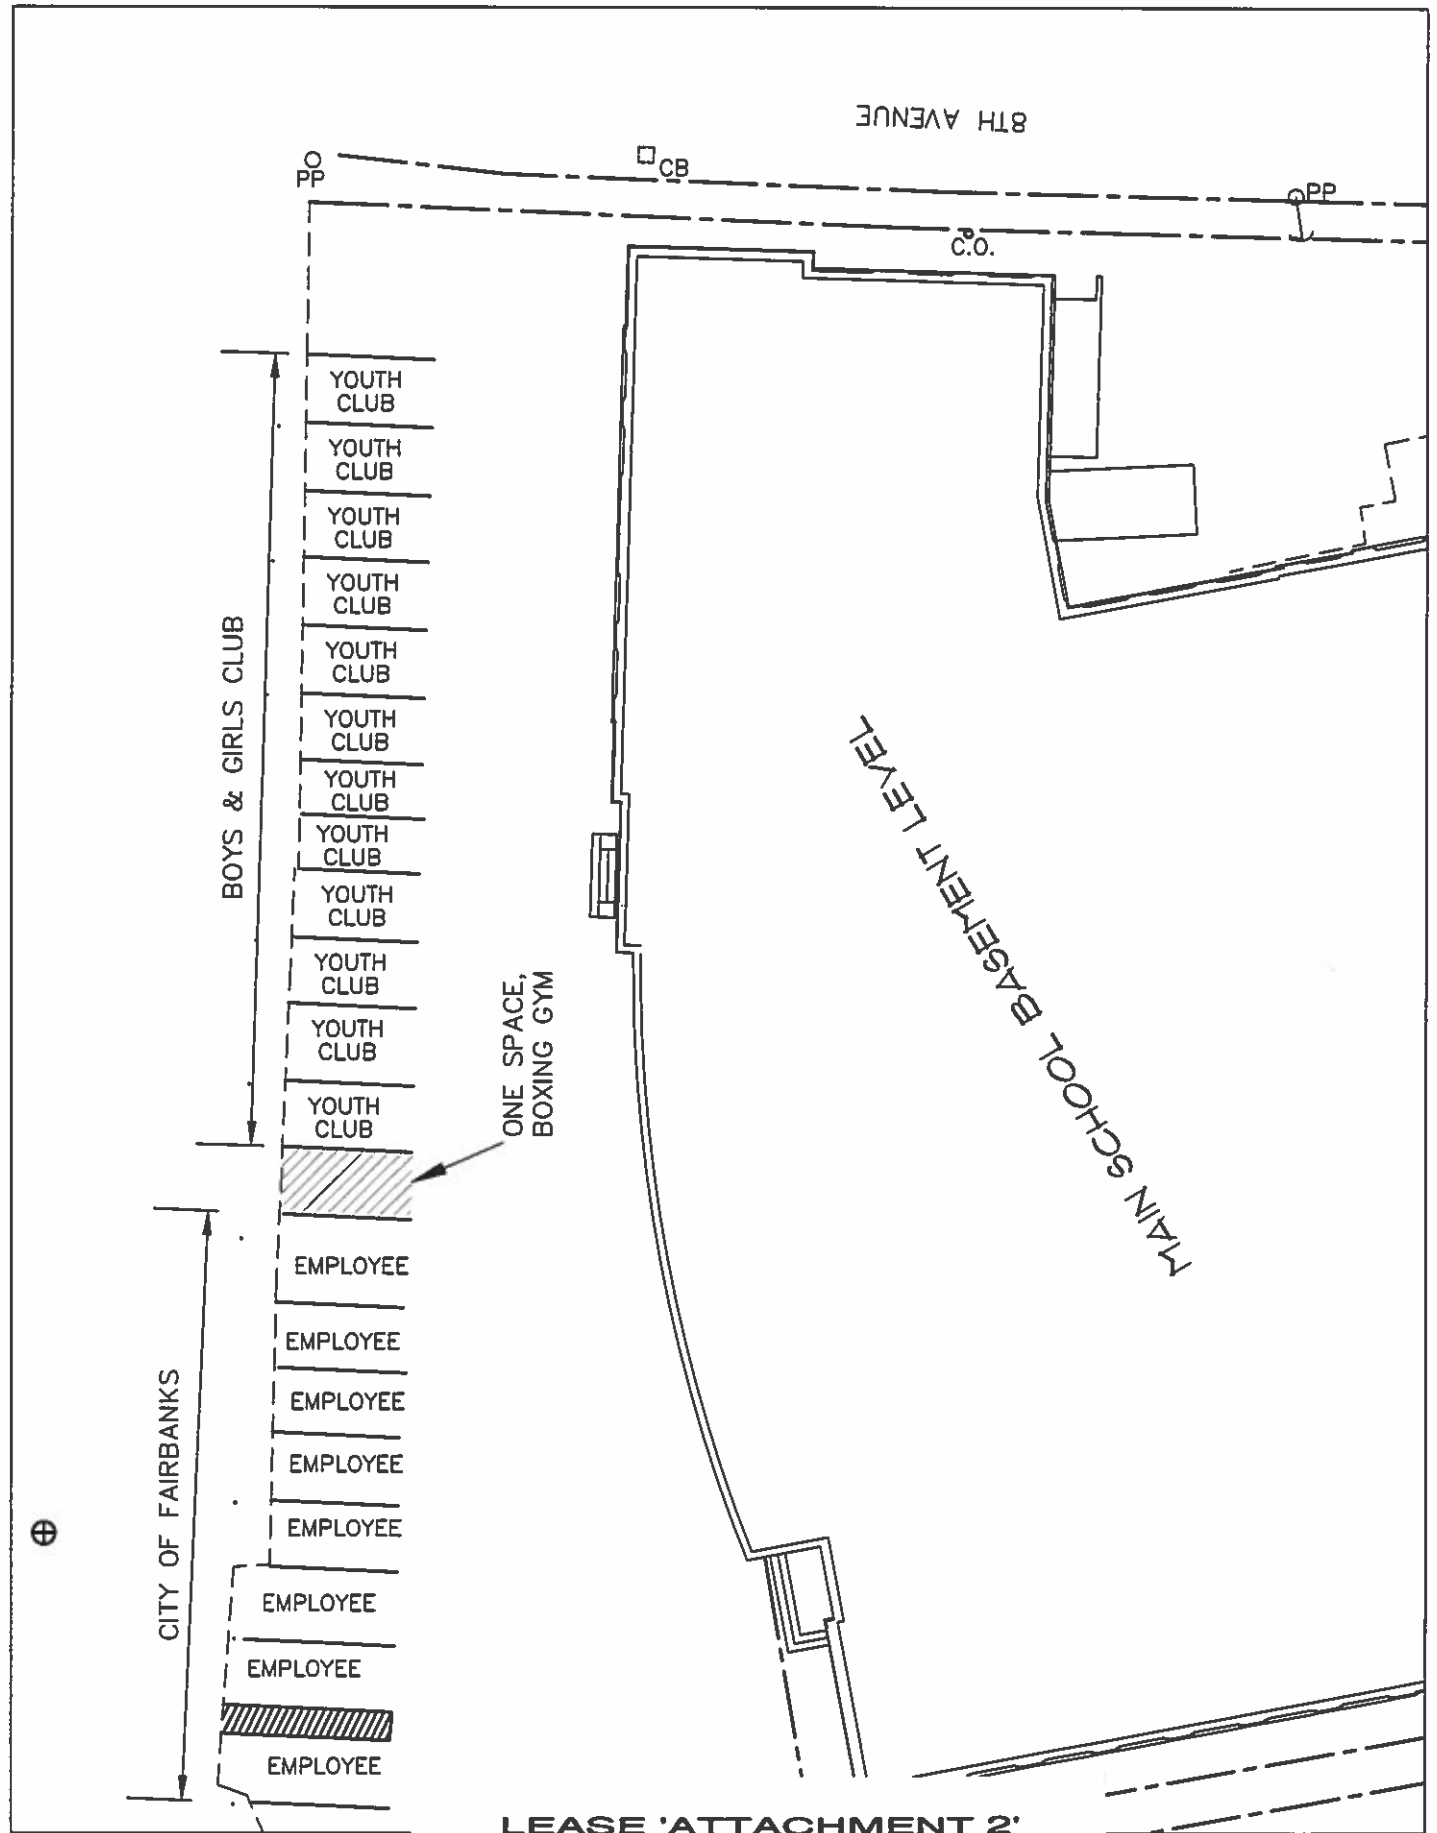 8TH AVENUE
PP
CB
PP
C.O.
YOUTH
CLUB
YOUTH
CLUB
YOUTH
CLUB
YOUTH
CLUB
YOUTH
CLUB
YOUTH
CLUB
YOUTH
CLUB
YOUTH
CLUB
YOUTH
CLUB
YOUTH
CLUB
YOUTH
CLUB
YOUTH
CLUB
BOYS & GIRLS CLUB
ONE SPACE,
BOXING GYM
MAIN SCHOOL BASEMENT LEVEL
EMPLOYEE
EMPLOYEE
EMPLOYEE
EMPLOYEE
EMPLOYEE
EMPLOYEE
EMPLOYEE
EMPLOYEE
CITY OF FAIRBANKS
LEASE 'ATTACHMENT 2'